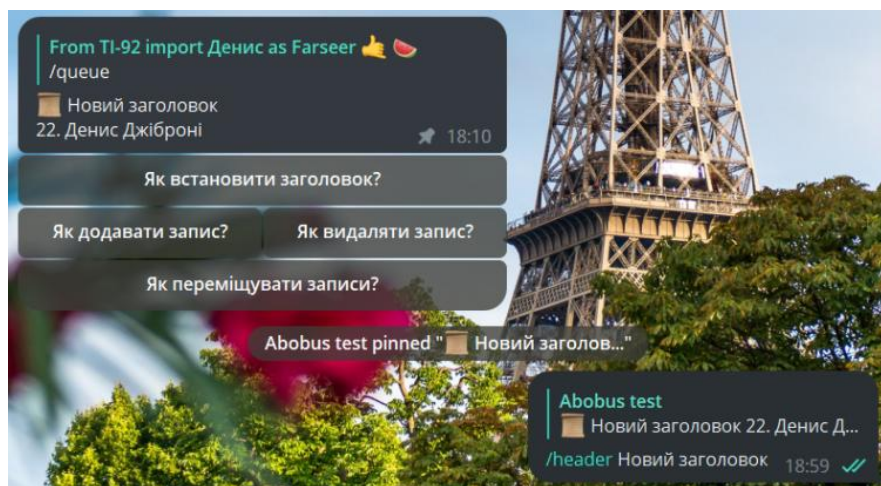 From TI-92 import Денис as Farseer 🤙 🍉
/queue
📜 Новий заголовок
22. Денис Джіброні
18:10
Як встановити заголовок?
Як додавати запис?
Як видаляти запис?
Як переміщувати записи?
Abobus test pinned "📜 Новий заголов..."
Abobus test
📜 Новий заголовок 22. Денис Д...
/header Новий заголовок 18:59